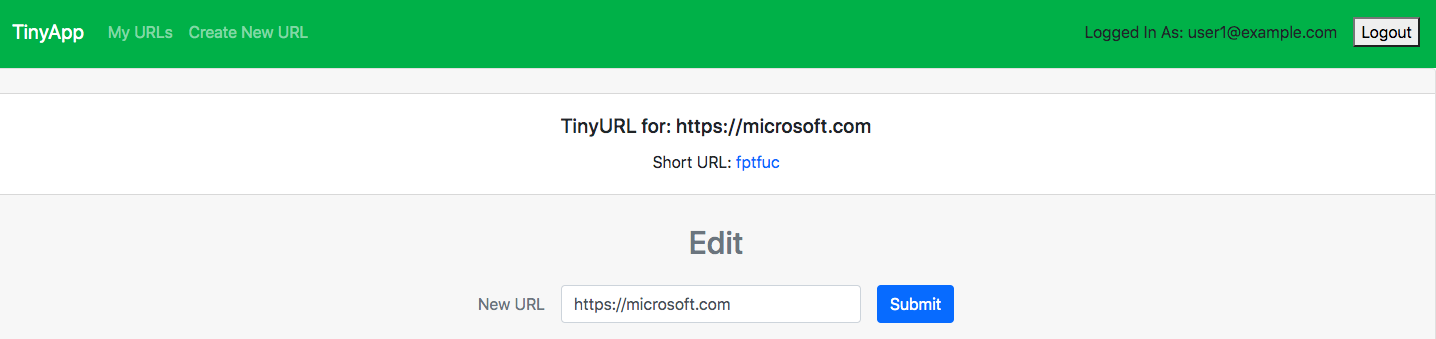 TinyApp My URLs Create New URL Logged In As: user1@example.com Logout
TinyURL for: https://microsoft.com
Short URL: fptfuc
Edit
New URL https://microsoft.com Submit